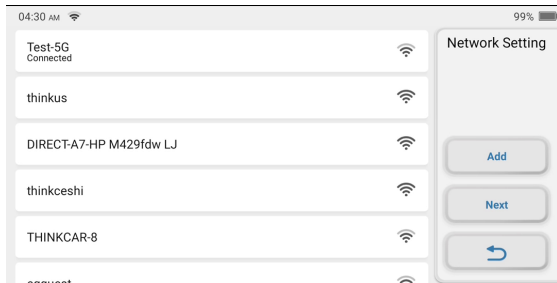 04:30 AM
99%
Test-5G
Connected
thinkus
DIRECT-A7-HP M429fdw LJ
thinkceshi
THINKCAR-8
Network Setting
Add
Next